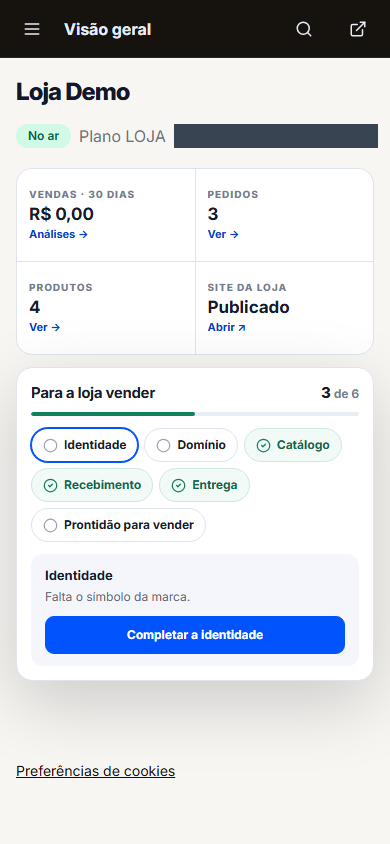 Visão geral
Loja Demo
No ar Plano LOJA
VENDAS · 30 DIAS
R$ 0,00
Análises →
PEDIDOS
3
Ver →
PRODUTOS
4
Ver →
SITE DA LOJA
Publicado
Abrir ↗
Para a loja vender 3 de 6
Identidade Domínio Catálogo
Recebimento Entrega
Prontidão para vender
Identidade
Falta o símbolo da marca.
Completar a identidade
Preferências de cookies